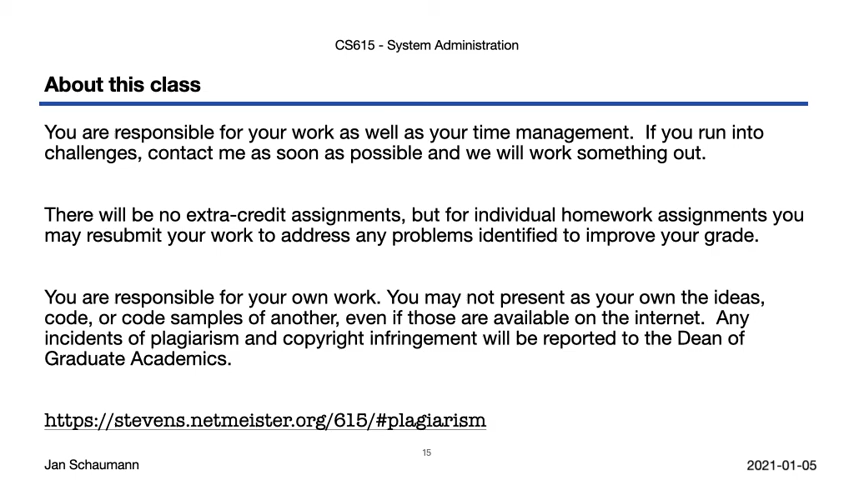 CS615 - System Administration
About this class
You are responsible for your work as well as your time management.  If you run into
challenges, contact me as soon as possible and we will work something out.
There will be no extra-credit assignments, but for individual homework assignments you
may resubmit your work to address any problems identified to improve your grade.
You are responsible for your own work. You may not present as your own the ideas,
code, or code samples of another, even if those are available on the internet.  Any
incidents of plagiarism and copyright infringement will be reported to the Dean of
Graduate Academics.
https://stevens.netmeister.org/615/#plagiarism
15
Jan Schaumann
2021-01-05